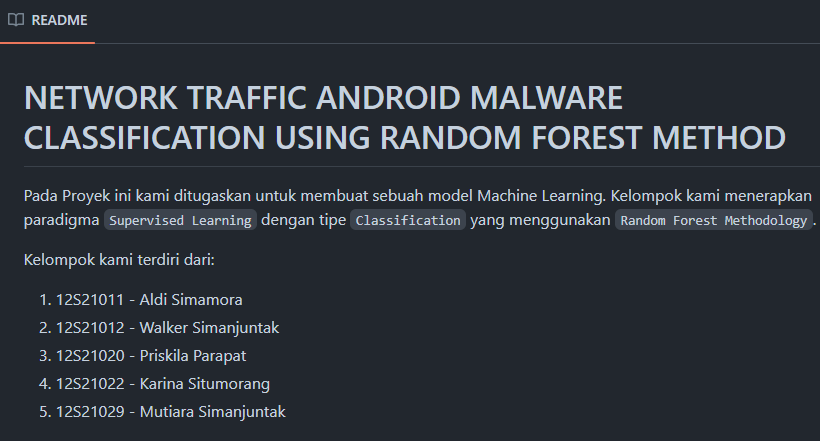 README
NETWORK TRAFFIC ANDROID MALWARE
CLASSIFICATION USING RANDOM FOREST METHOD
Pada Proyek ini kami ditugaskan untuk membuat sebuah model Machine Learning. Kelompok kami menerapkan
paradigma Supervised Learning dengan tipe Classification yang menggunakan Random Forest Methodology.
Kelompok kami terdiri dari:
1. 12S21011 - Aldi Simamora
2. 12S21012 - Walker Simanjuntak
3. 12S21020 - Priskila Parapat
4. 12S21022 - Karina Situmorang
5. 12S21029 - Mutiara Simanjuntak